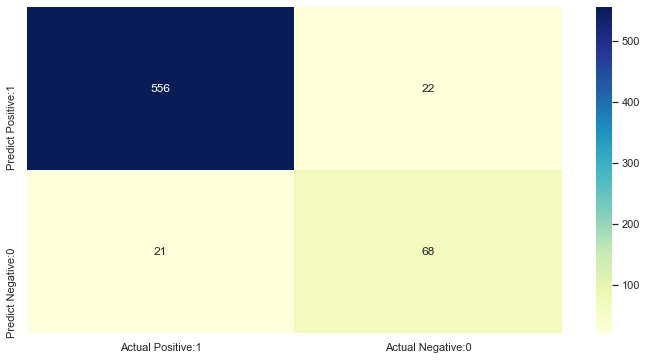 Predict Positive:1
556
22
Predict Negative:0
21
68
Actual Positive:1
Actual Negative:0
500
400
300
200
100